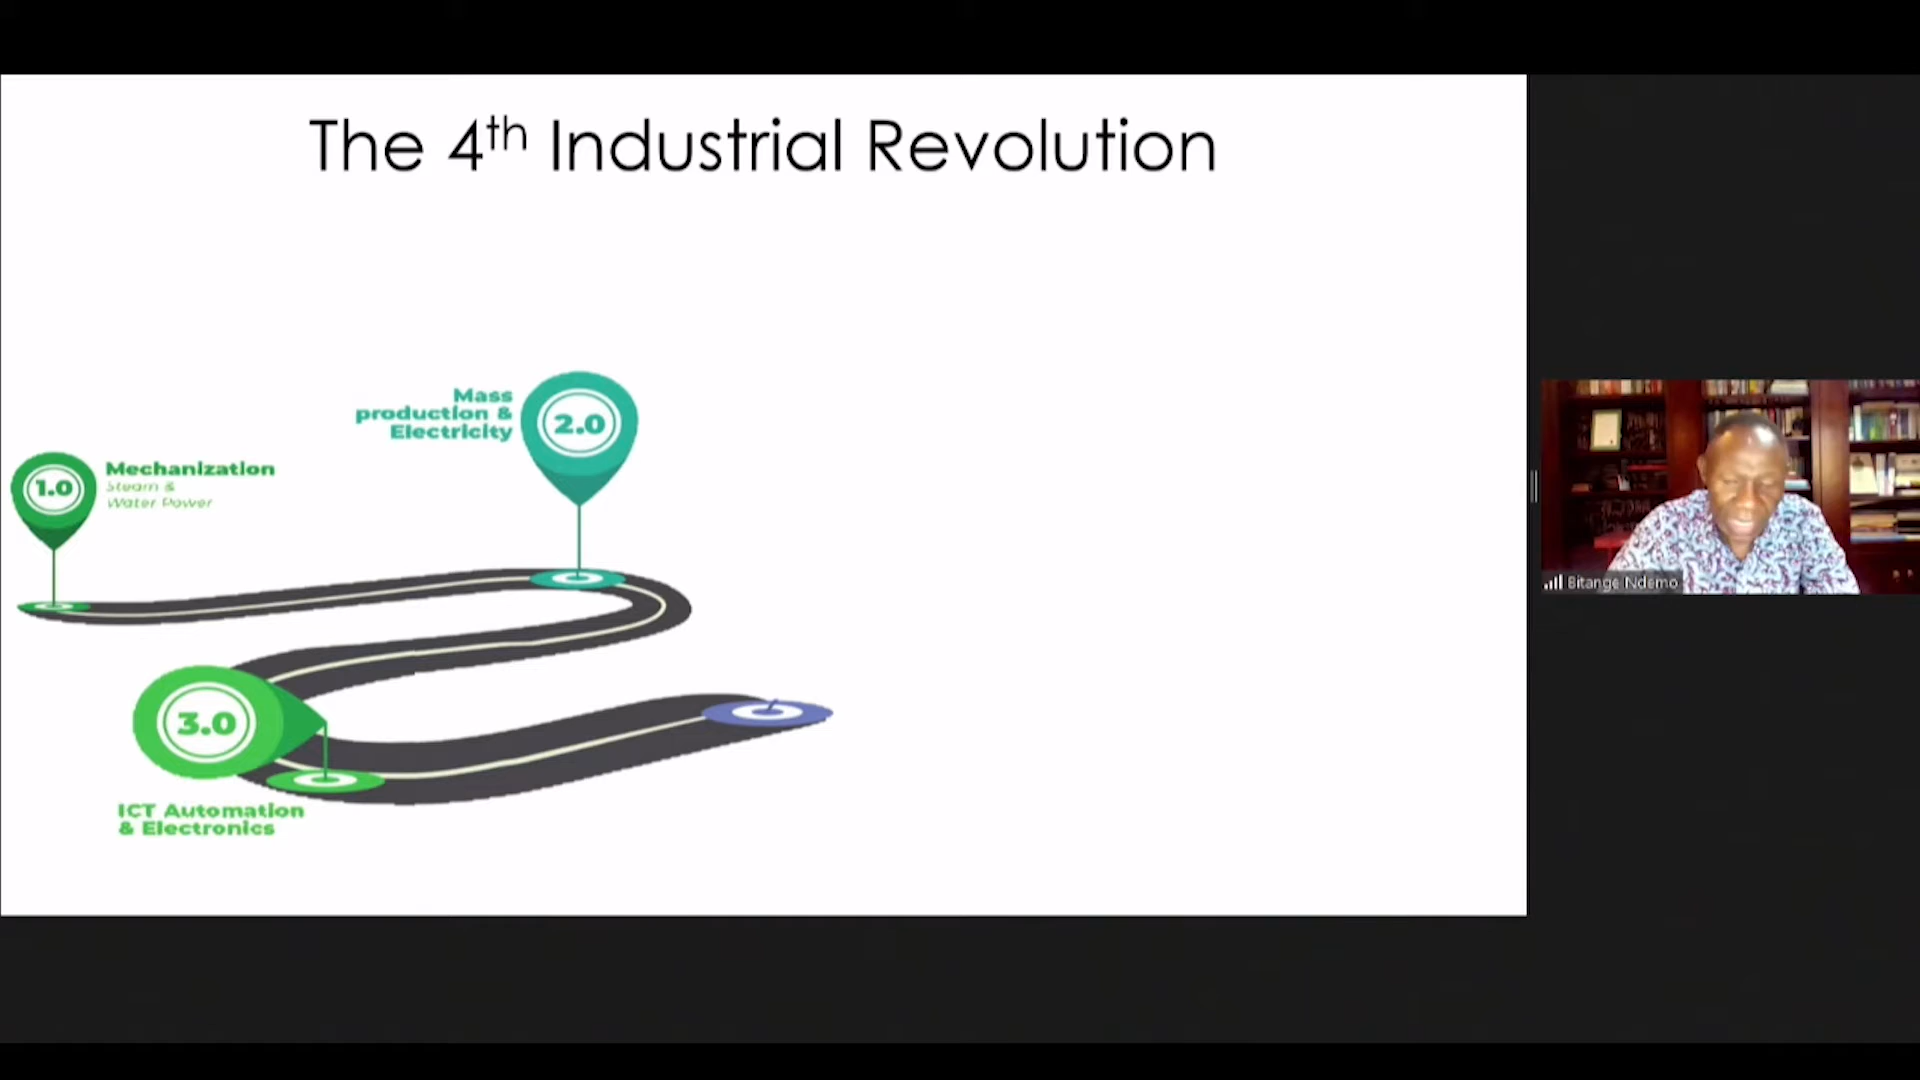 The 4th Industrial Revolution
Mass
production &
Electricity
2.0
1.0
Mechanization
Steam &
Water Power
3.0
ICT Automation
& Electronics
Bitange Ndemo